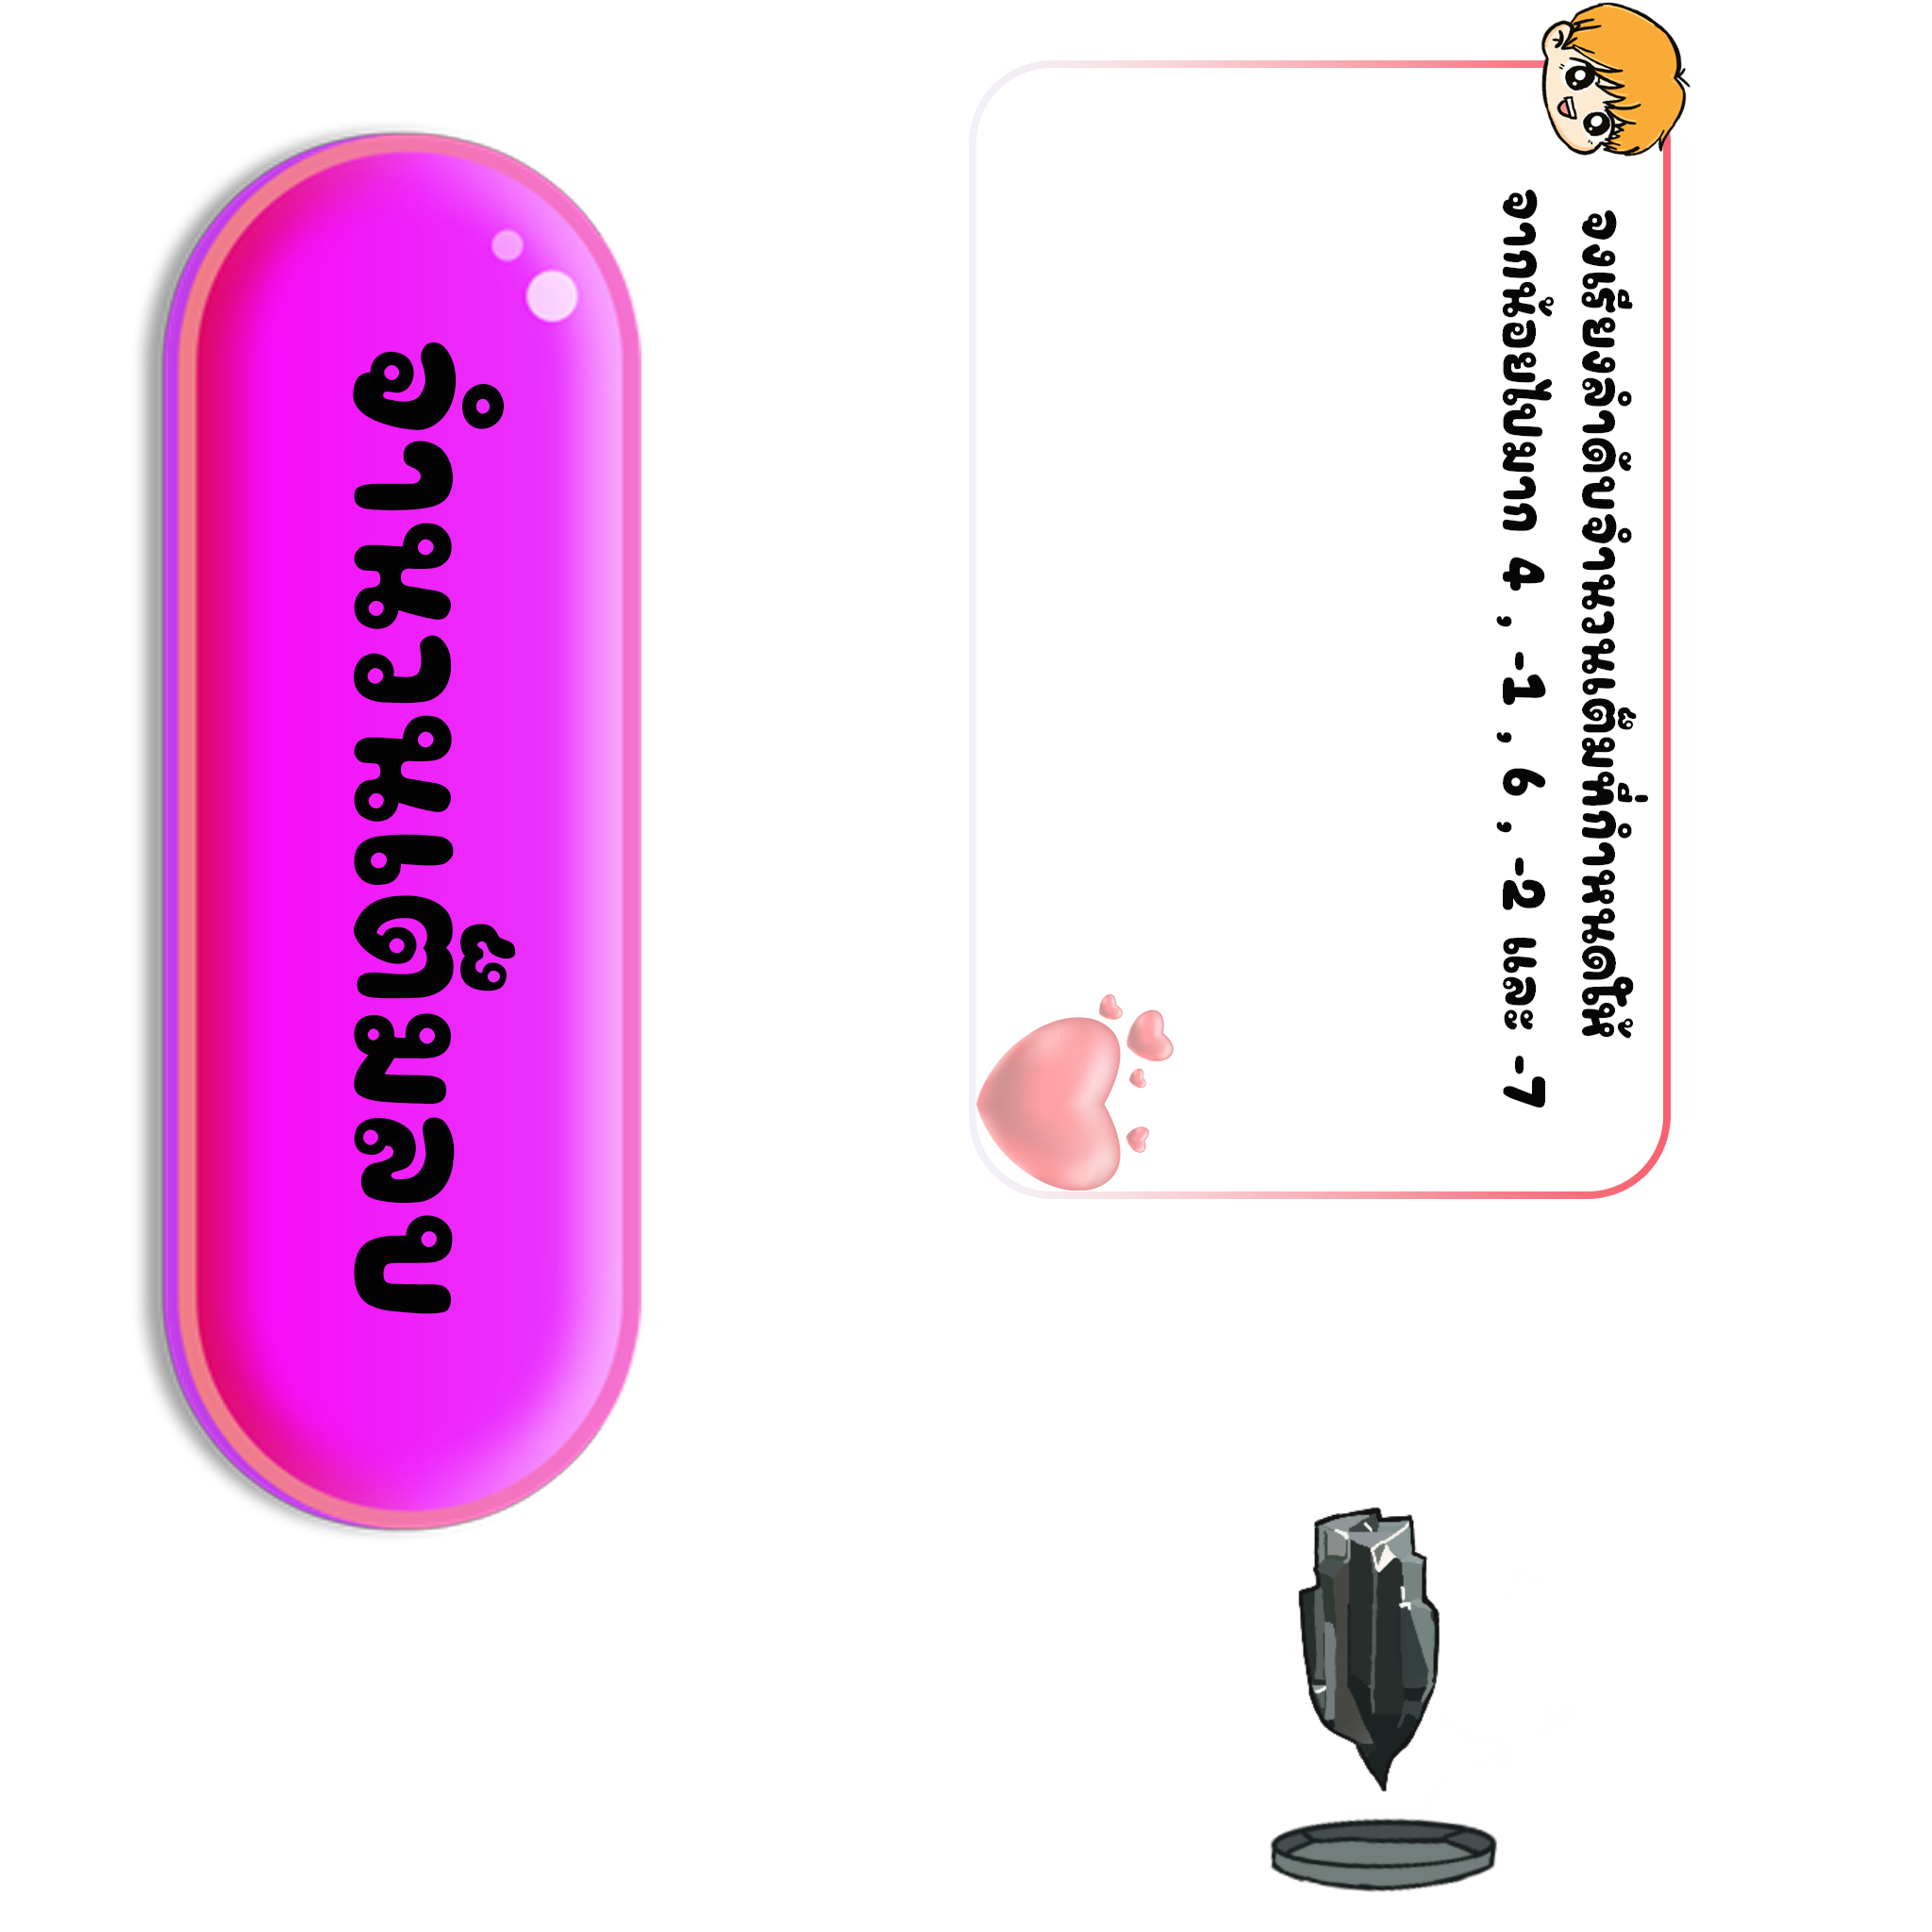 จำนวนเต็มลบ
จงเรียงลำดับจำนวนเต็มที่กำหนดให้
จากน้อยไปมาก 4 , -1 , 6 , -2 และ -7